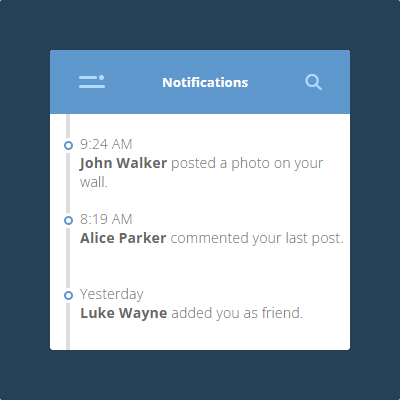 Notifications
9:24 AM
John Walker posted a photo on your
wall.
8:19 AM
Alice Parker commented your last post.
Yesterday
Luke Wayne added you as friend.